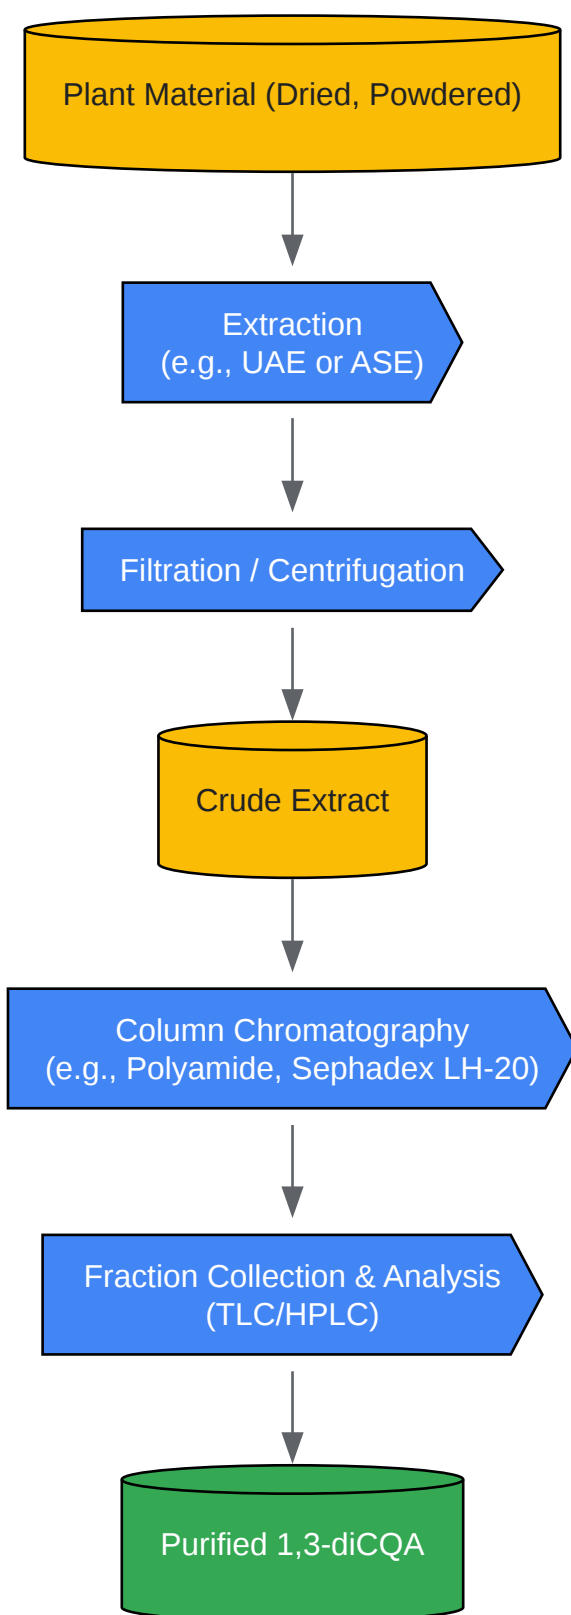 Plant Material (Dried, Powdered)
Extraction
(e.g., UAE or ASE)
Filtration / Centrifugation
Crude Extract
Column Chromatography
(e.g., Polyamide, Sephadex LH-20)
Fraction Collection & Analysis
(TLC/HPLC)
Purified 1,3-diCQA